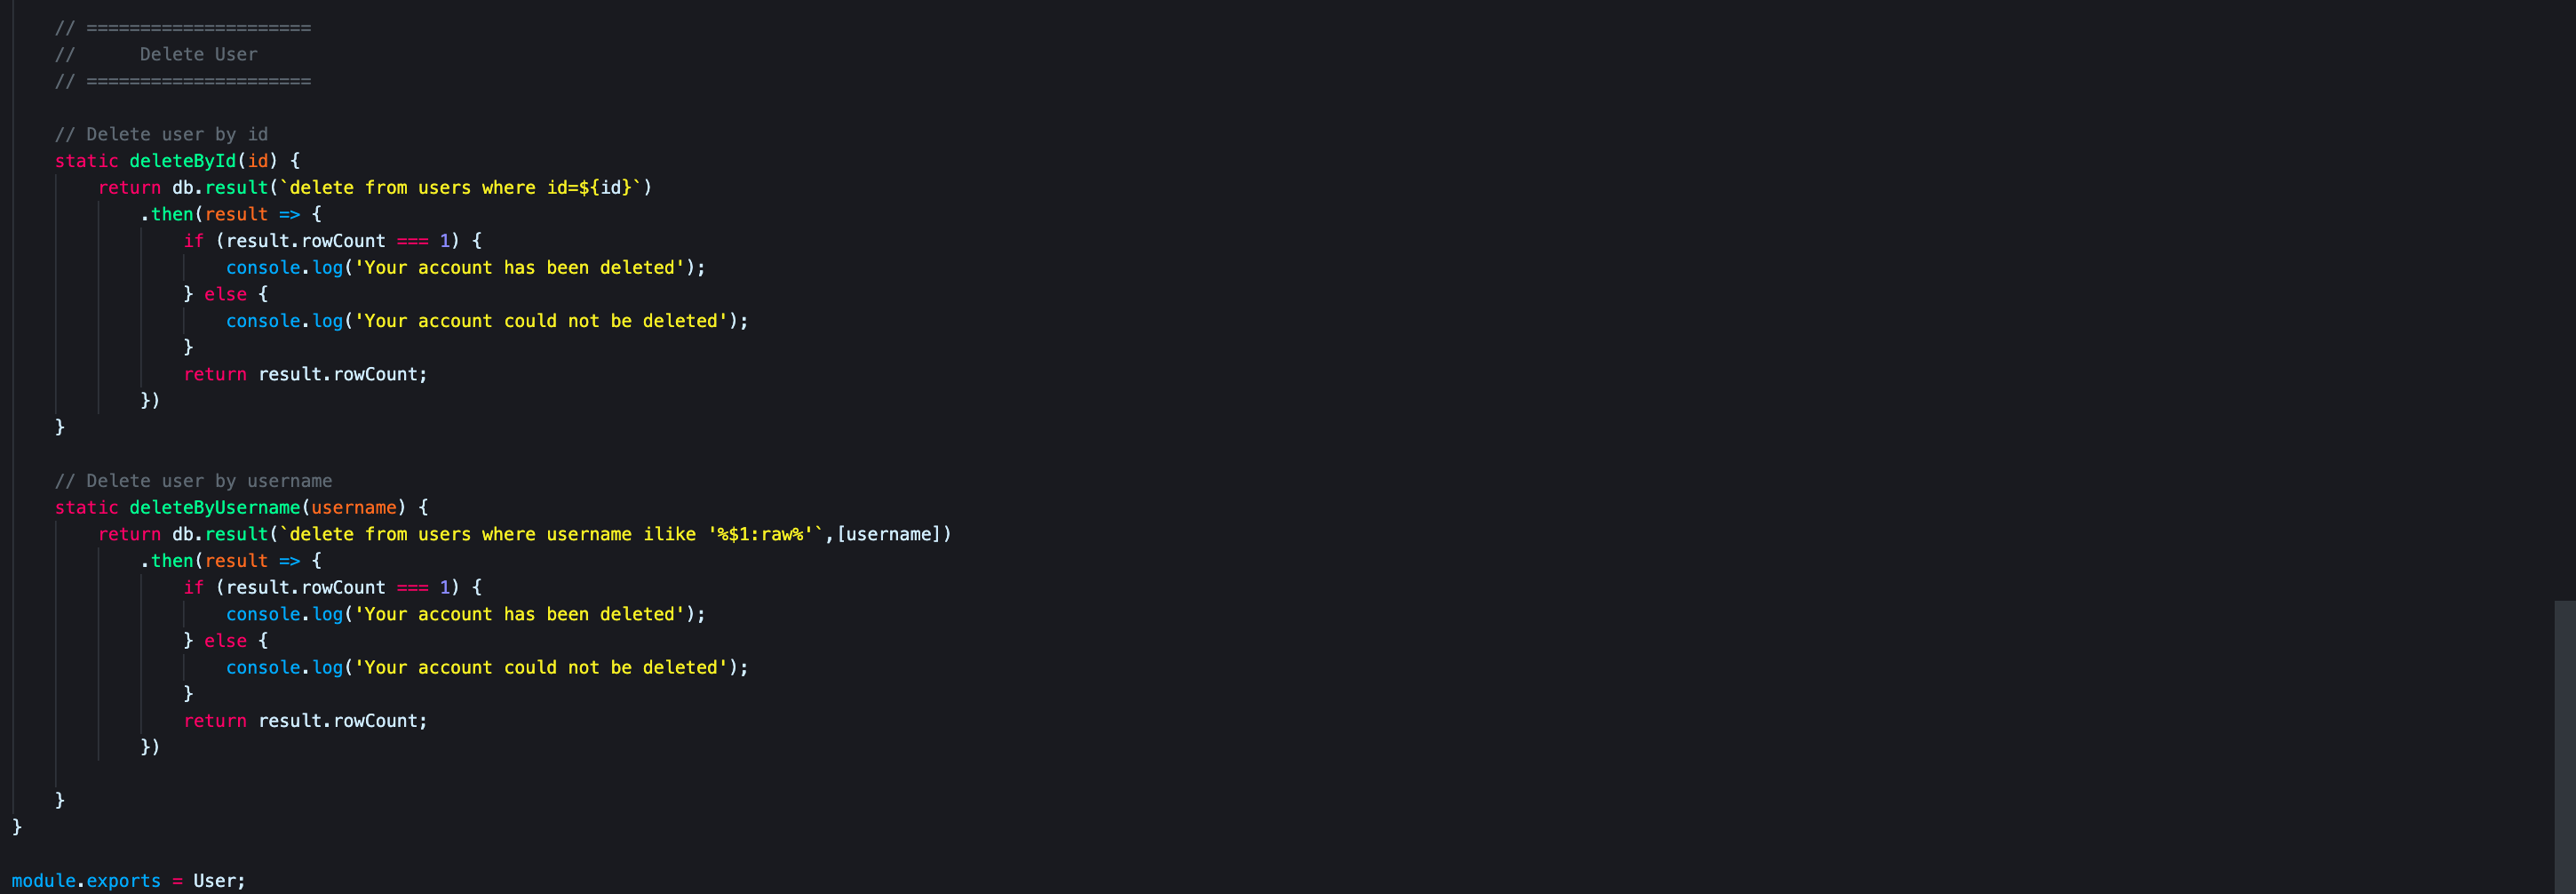 // =====================
//      Delete User
// =====================
// Delete user by id
static deleteById(id) {
return db.result(`delete from users where id=${id}`)
.then(result => {
if (result.rowCount === 1) {
console.log('Your account has been deleted');
} else {
console.log('Your account could not be deleted');
}
return result.rowCount;
})
}
// Delete user by username
static deleteByUsername(username) {
return db.result(`delete from users where username ilike '%$1:raw%'`,[username])
.then(result => {
if (result.rowCount === 1) {
console.log('Your account has been deleted');
} else {
console.log('Your account could not be deleted');
}
return result.rowCount;
})
}
}
module.exports = User;